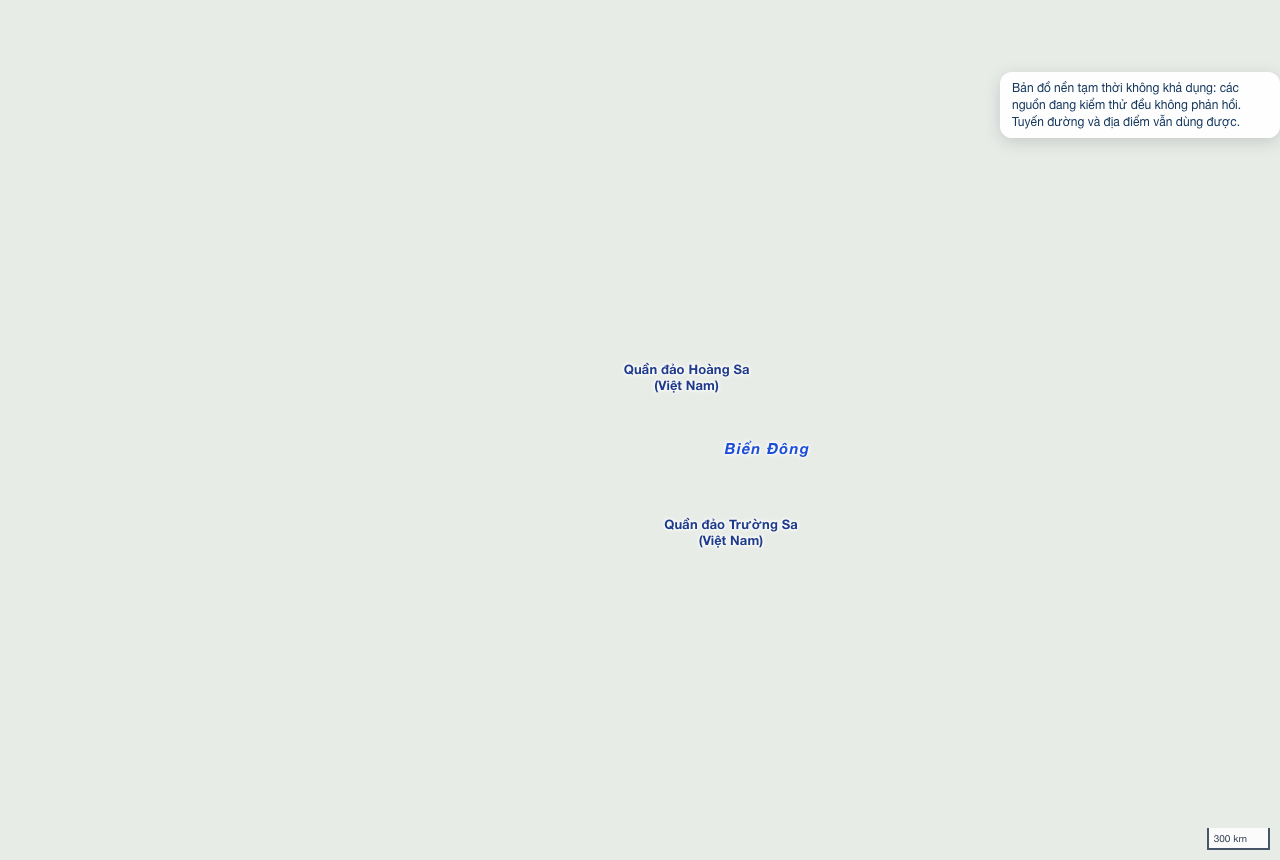 Bản đồ nền tạm thời không khả dụng: các
nguồn đang kiểm thử đều không phản hồi.
Tuyến đường và địa điểm vẫn dùng được.
Quần đảo Hoàng Sa
(Việt Nam)
Biển Đông
Quần đảo Trường Sa
(Việt Nam)
300 km